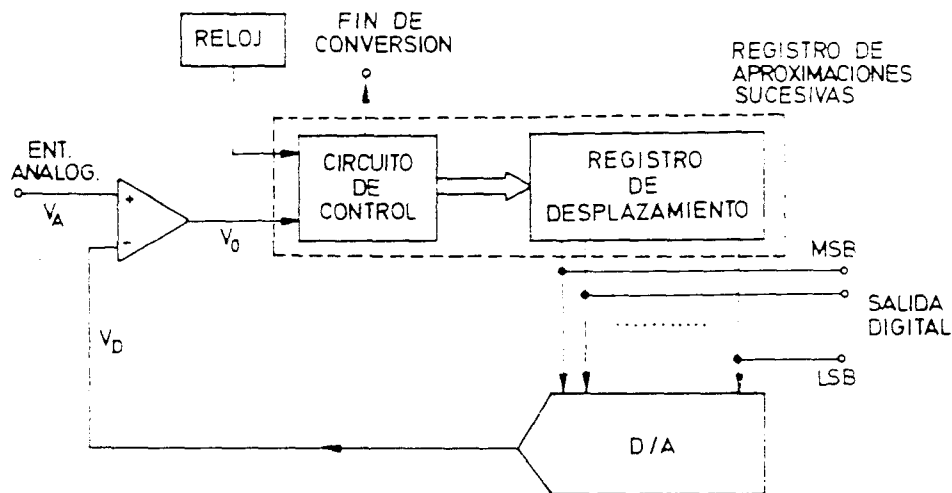 RELOJ
FIN DE
CONVERSION
REGISTRO DE
APROXIMACIONES
SUCESIVAS
ENT.
ANALOG.
V_A
+
-
V_0
CIRCUITO
DE
CONTROL
REGISTRO
DE
DESPLAZAMIENTO
MSB
SALIDA
DIGITAL
LSB
V_D
D/A